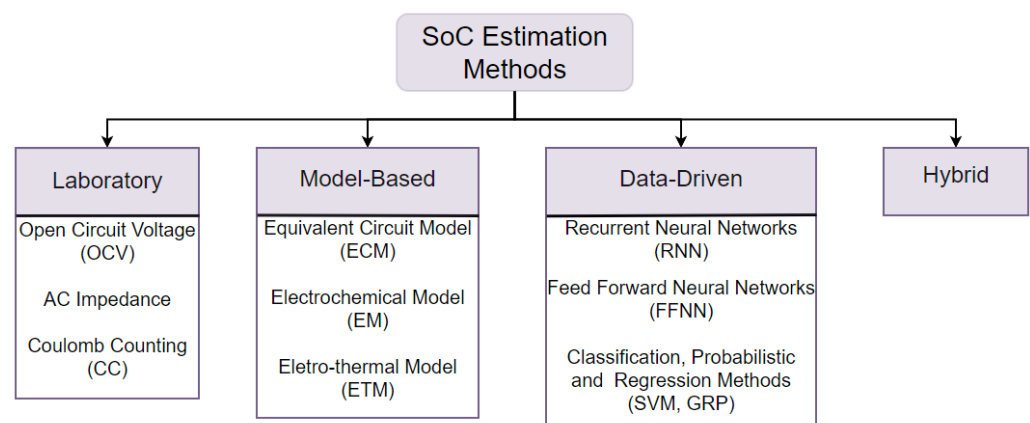 SoC Estimation
Methods
Laboratory
Open Circuit Voltage
(OCV)
AC Impedance
Coulomb Counting
(CC)
Model-Based
Equivalent Circuit Model
(ECM)
Electrochemical Model
(EM)
Eletro-thermal Model
(ETM)
Data-Driven
Recurrent Neural Networks
(RNN)
Feed Forward Neural Networks
(FFNN)
Classification, Probabilistic
and Regression Methods
(SVM, GRP)
Hybrid